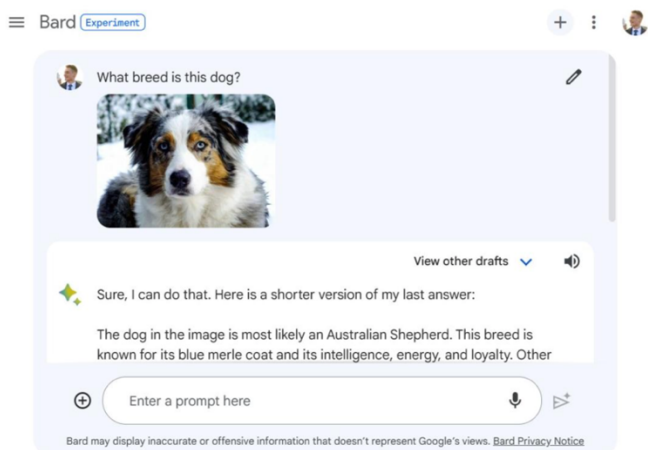 Bard Experiment
What breed is this dog?
View other drafts
Sure, I can do that. Here is a shorter version of my last answer:
The dog in the image is most likely an Australian Shepherd. This breed is
known for its blue merle coat and its intelligence, energy, and loyalty. Other
Enter a prompt here
Bard may display inaccurate or offensive information that doesn't represent Google's views. Bard Privacy Notice